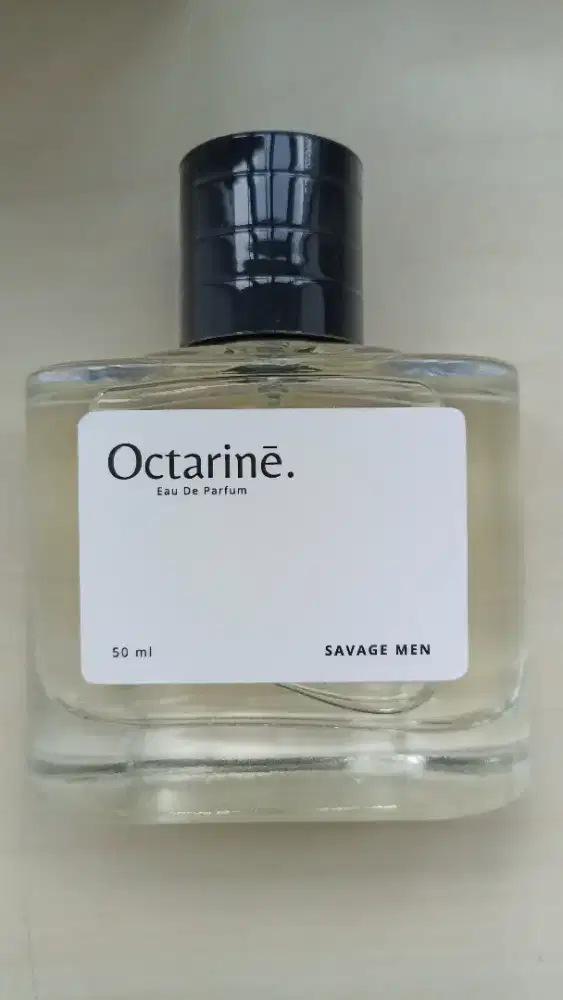 Octarinē.
Eau De Parfum
50 ml
SAVAGE MEN